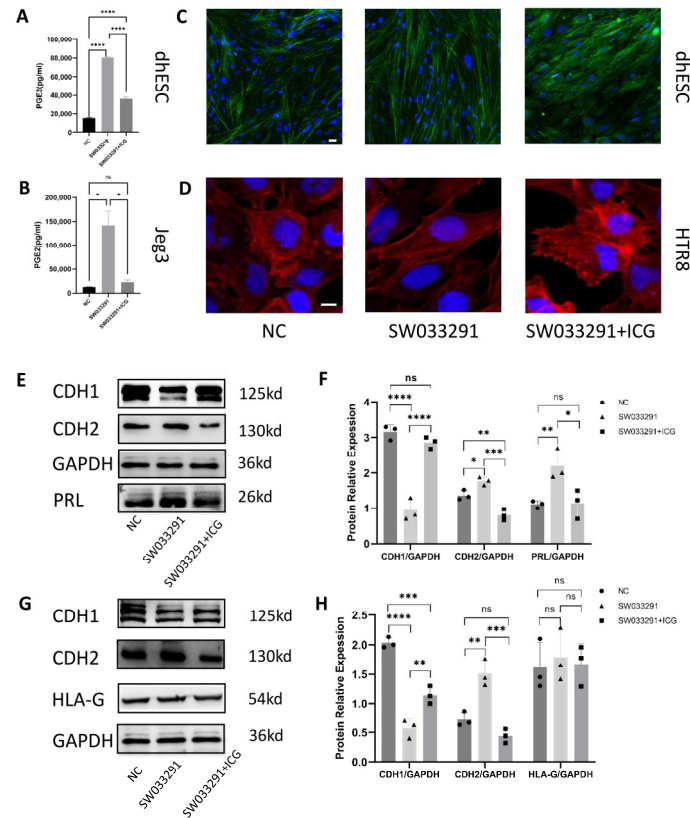 A
****
****
****
80,000
60,000
40,000
20,000
0
PGE2(pg/ml)
NC
SW033291+ICG
dhESC
C
dhESC
B
ns
200,000
150,000
100,000
50,000
0
PGE2(pg/ml)
NC
SW033291
SW033291+ICG
Jeg3
D
HTR8
NC SW033291 SW033291+ICG
E
CDH1 125kd
CDH2 130kd
GAPDH 36kd
PRL 26kd
NC
SW033291
SW033291+ICG
F
Protein Relative Expession
4
3
2
1
0
ns
****
****
**
*
***
ns
**
*
NC
SW033291
SW033291+ICG
CDH1/GAPDH CDH2/GAPDH PRL/GAPDH
G
CDH1 125kd
CDH2 130kd
HLA-G 54kd
GAPDH 36kd
NC
SW033291
SW033291+ICG
H
Protein Relative Expession
2.5
2.0
1.5
1.0
0.5
0.0
***
****
**
ns
**
***
ns
ns
ns
NC
SW033291
SW033291+ICG
CDH1/GAPDH CDH2/GAPDH HLA-G/GAPDH